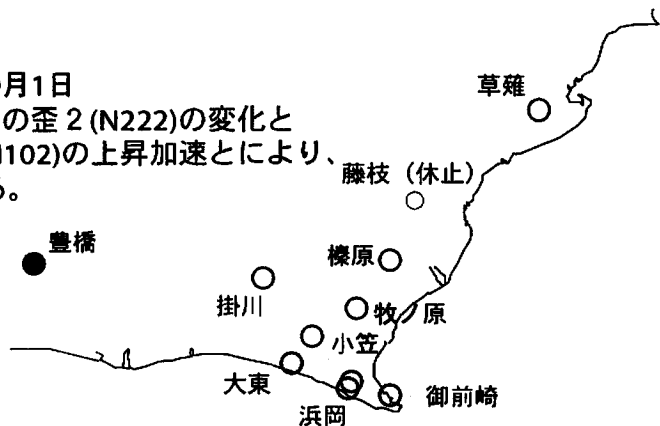 月1日
の歪2(N222)の変化と
102)の上昇加速とにより、
る。
草薙
藤枝(休止)
豊橋
榛原
掛川
牧ノ原
小笠
大東
浜岡
御前崎